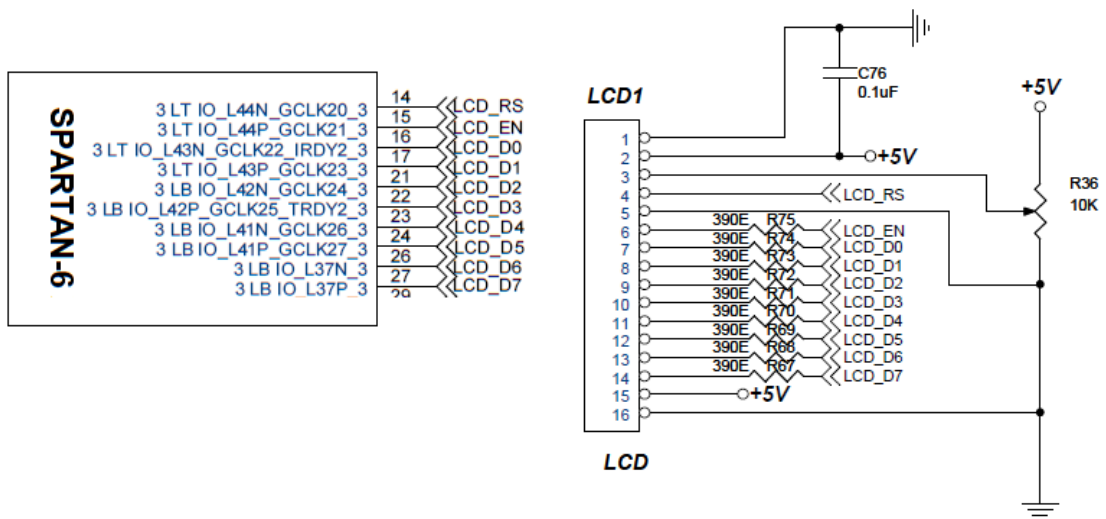 SPARTAN-6
3 LT IO_L44N_GCLK20_3 14 LCD_RS
3 LT IO_L44P_GCLK21_3 15 LCD_EN
3 LT IO_L43N_GCLK22_IRDY2_3 16 LCD_D0
3 LT IO_L43P_GCLK23_3 17 LCD_D1
3 LB IO_L42N_GCLK24_3 21 LCD_D2
3 LB IO_L42P_GCLK25_TRDY2_3 22 LCD_D3
3 LB IO_L41N_GCLK26_3 23 LCD_D4
3 LB IO_L41P_GCLK27_3 24 LCD_D5
3 LB IO_L37N_3 26 LCD_D6
3 LB IO_L37P_3 27 LCD_D7
29
C76
0.1uF
LCD1
+5V
1
2 +5V
3
R36
10K
4 LCD_RS
5
6 390E R75 LCD_EN
7 390E R74 LCD_D0
8 390E R73 LCD_D1
9 390E R72 LCD_D2
10 390E R71 LCD_D3
11 390E R70 LCD_D4
12 390E R69 LCD_D5
13 390E R68 LCD_D6
14 390E R67 LCD_D7
15 +5V
16
LCD